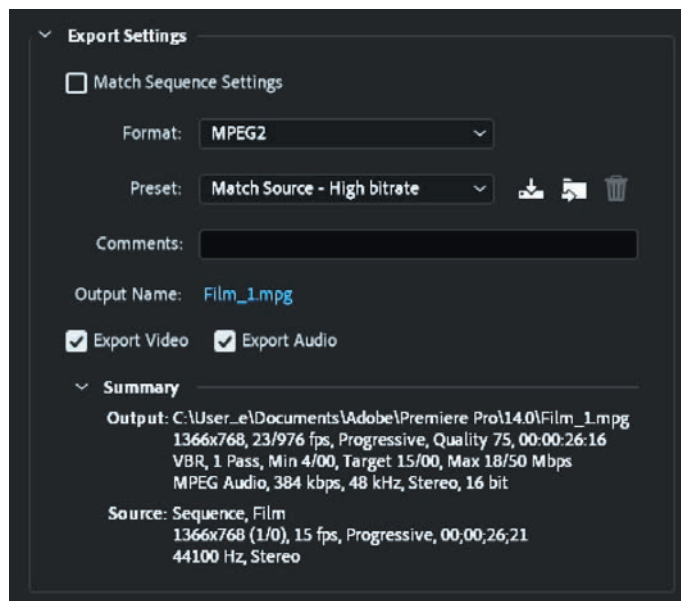 Export Settings
Match Sequence Settings
Format: MPEG2
Preset: Match Source - High bitrate
Comments:
Output Name: Film_1.mpg
Export Video Export Audio
Summary
Output: C:\User_e\Documents\Adobe\Premiere Pro\14.0\Film_1.mpg
1366x768, 23/976 fps, Progressive, Quality 75, 00:00:26:16
VBR, 1 Pass, Min 4/00, Target 15/00, Max 18/50 Mbps
MPEG Audio, 384 kbps, 48 kHz, Stereo, 16 bit
Source: Sequence, Film
1366x768 (1/0), 15 fps, Progressive, 00;00;26;21
44100 Hz, Stereo